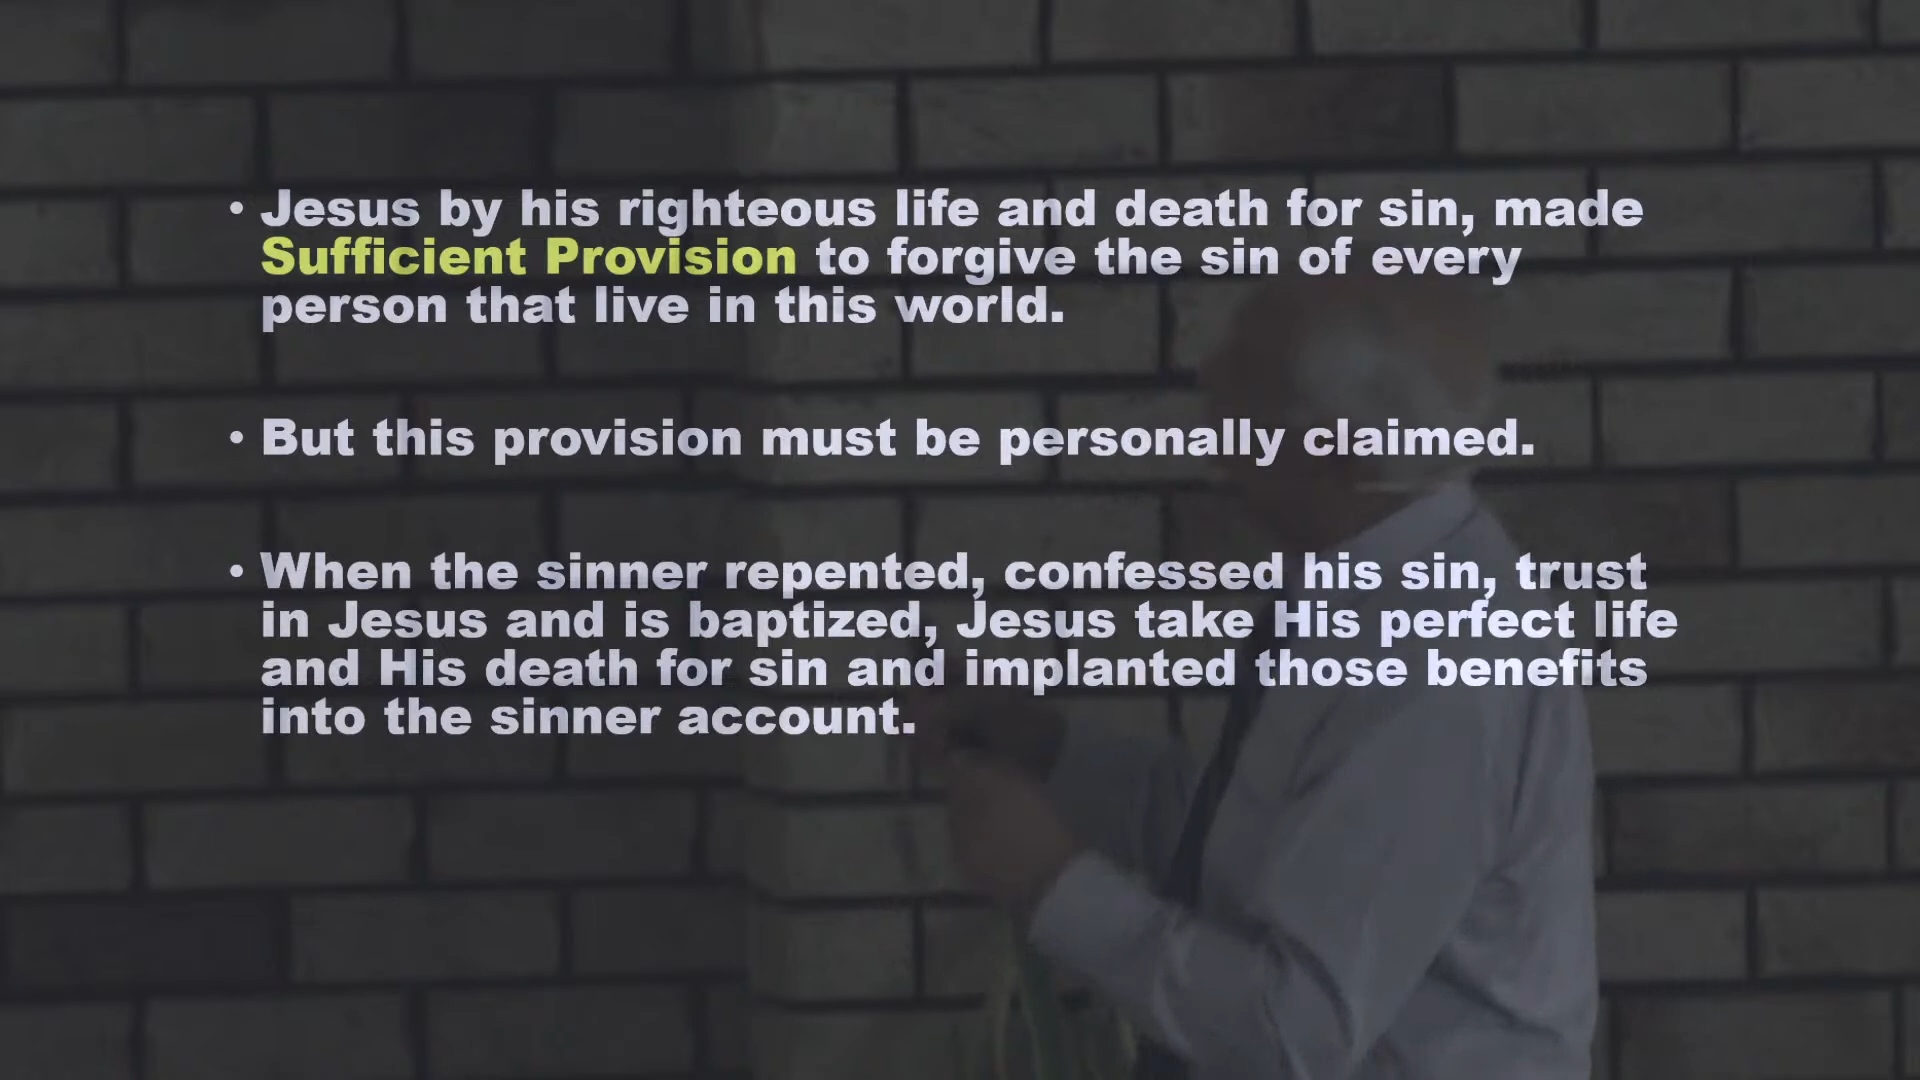 • Jesus by his righteous life and death for sin, made
Sufficient Provision to forgive the sin of every
person that live in this world.
• But this provision must be personally claimed.
• When the sinner repented, confessed his sin, trust
in Jesus and is baptized, Jesus take His perfect life
and His death for sin and implanted those benefits
into the sinner account.